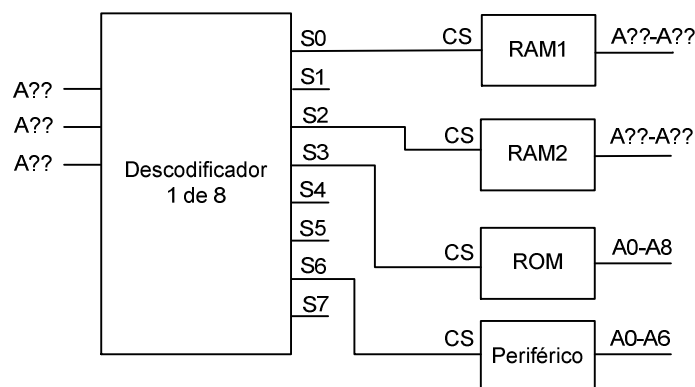 A??
A??
A??
Descodificador
1 de 8
S0
S1
S2
S3
S4
S5
S6
S7
CS
RAM1
A??-A??
CS
RAM2
A??-A??
CS
ROM
A0-A8
CS
Periférico
A0-A6